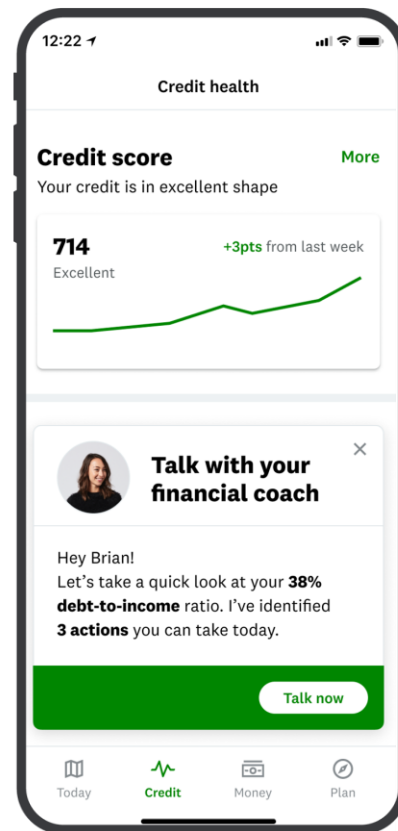 12:22
Credit health
Credit score
More
Your credit is in excellent shape
714
+3pts from last week
Excellent
Talk with your
financial coach
Hey Brian!
Let's take a quick look at your 38%
debt-to-income ratio. I've identified
3 actions you can take today.
Talk now
Today
Credit
Money
Plan